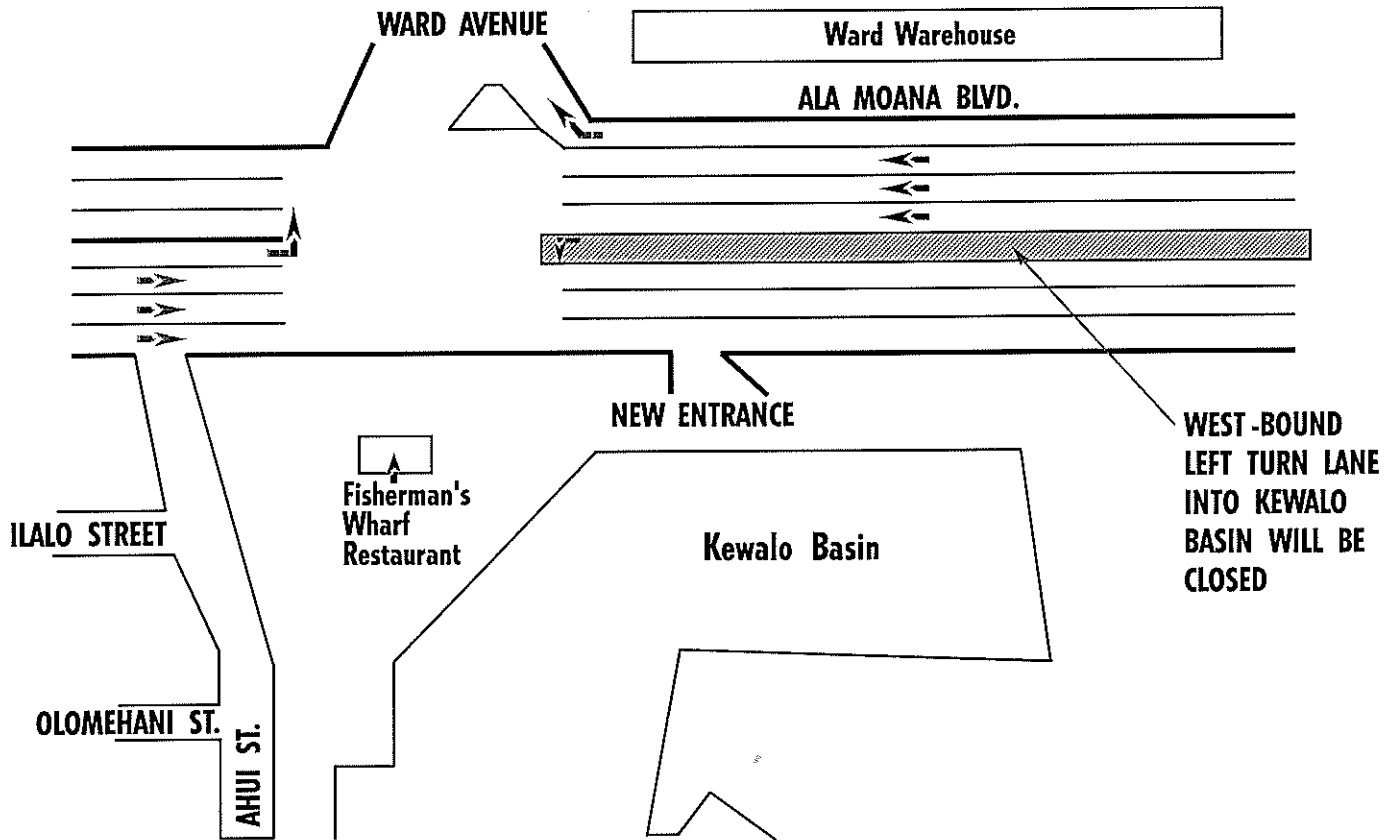 WARD AVENUE
Ward Warehouse
ALA MOANA BLVD.
NEW ENTRANCE
WEST-BOUND
LEFT TURN LANE
INTO KEWALO
BASIN WILL BE
CLOSED
Fisherman's
Wharf
Restaurant
ILALO STREET
Kewalo Basin
OLOMEHANI ST.
AHUI ST.